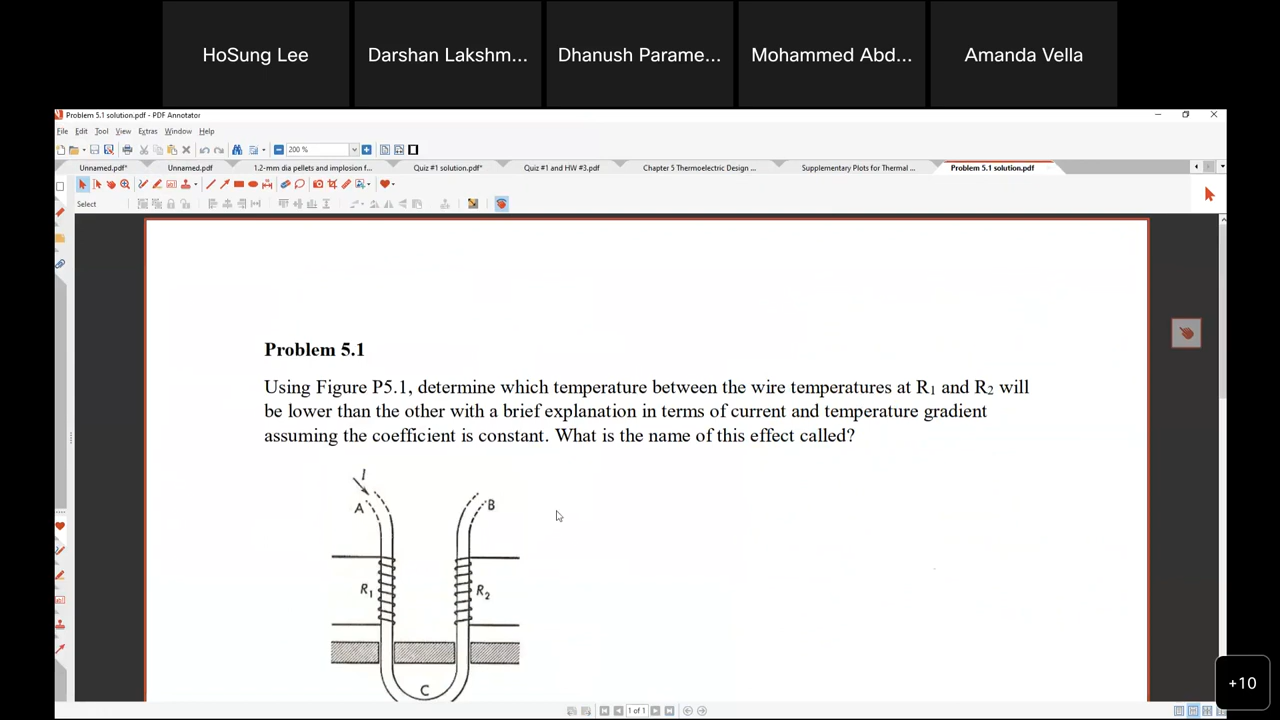 HoSung Lee
Darshan Lakshm...
Dhanush Parame...
Mohammed Abd...
Amanda Vella
Problem 5.1 solution.pdf - PDF Annotator
File Edit Tool View Extras Window Help
200 %
Unnamed.pdf* Unnamed.pdf 1.2-mm dia pellets and implosion f... Quiz #1 solution.pdf* Quiz #1 and HW #3.pdf Chapter 5 Thermoelectric Design ... Supplementary Plots for Thermal ... Problem 5.1 solution.pdf
Select
Problem 5.1
Using Figure P5.1, determine which temperature between the wire temperatures at R1 and R2 will
be lower than the other with a brief explanation in terms of current and temperature gradient
assuming the coefficient is constant. What is the name of this effect called?
I
A
B
R1
R2
C
1 of 1
+10